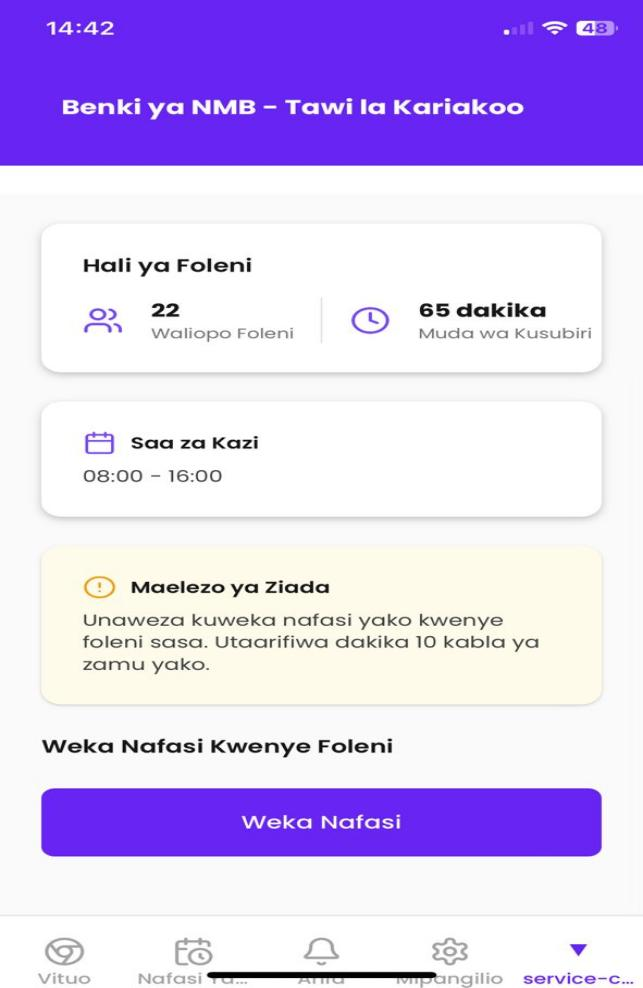 14:42
48
Benki ya NMB – Tawi la Kariakoo
Hali ya Foleni
22
Waliopo Foleni
65 dakika
Muda wa Kusubiri
Saa za Kazi
08:00 – 16:00
Maelezo ya Ziada
Unaweza kuweka nafasi yako kwenye
foleni sasa. Utaarifiwa dakika 10 kabla ya
zamu yako.
Weka Nafasi Kwenye Foleni
Weka Nafasi
Vituo
Nafasi Ya...
Arifa
Mipangilio
service-c...